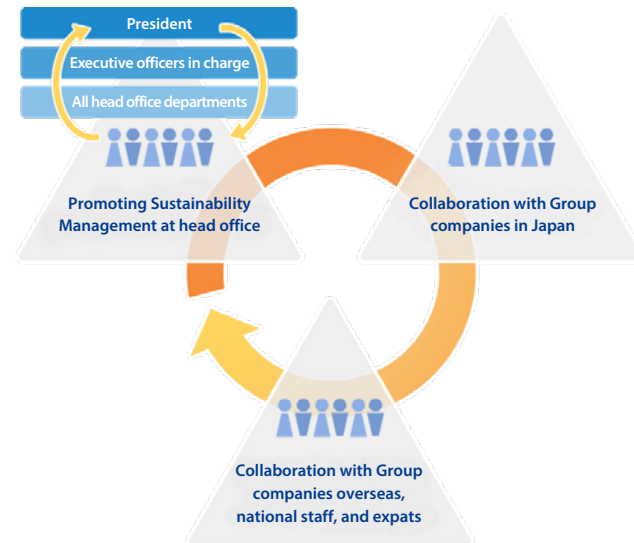 President
Executive officers in charge
All head office departments
Promoting Sustainability
Management at head office
Collaboration with Group
companies in Japan
Collaboration with Group
companies overseas,
national staff, and expats